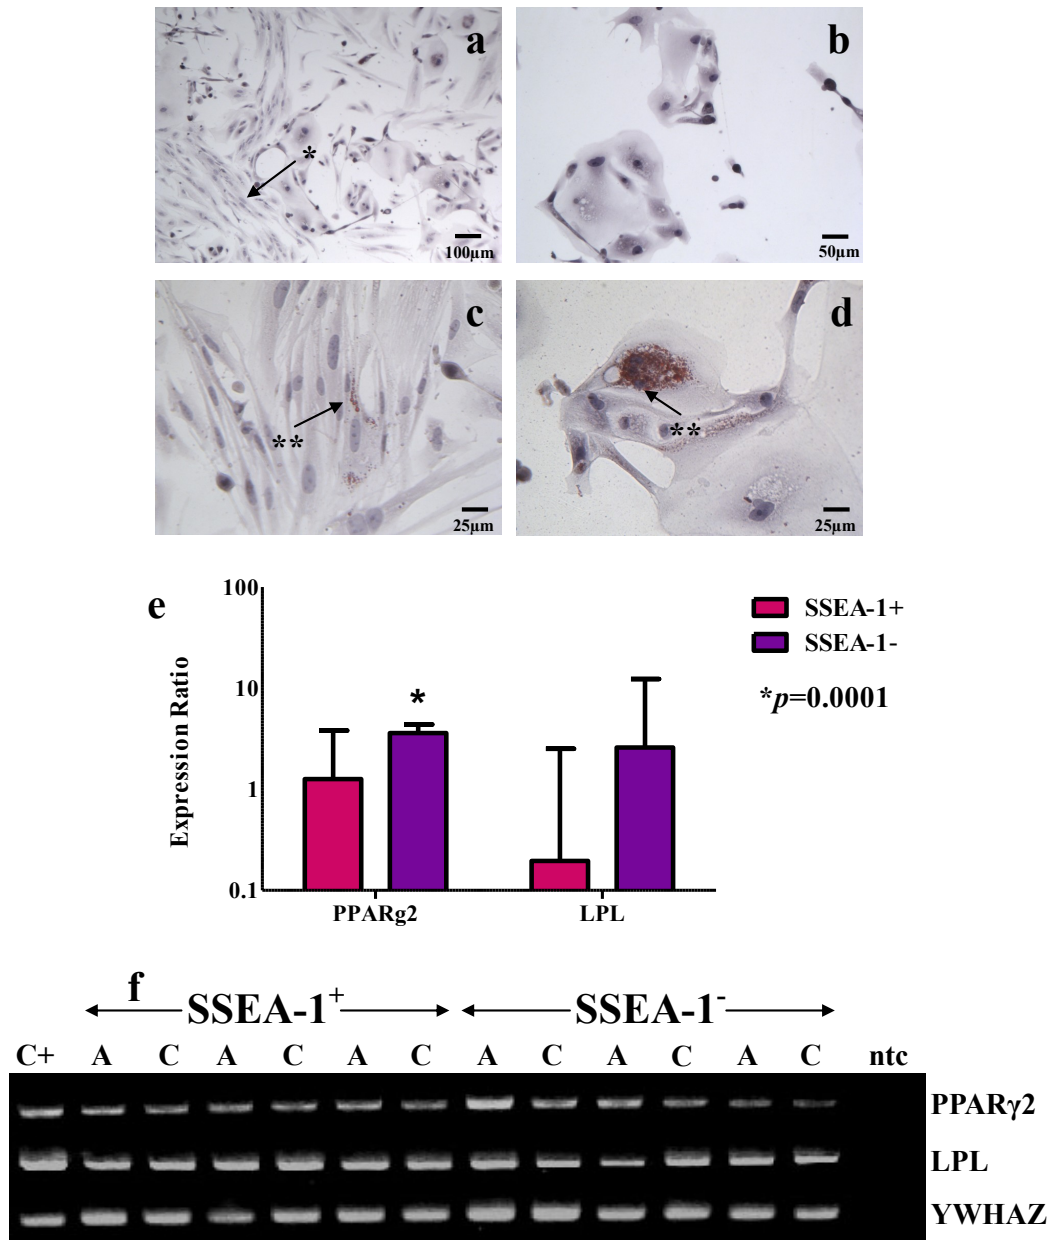 a
*
100µm
b
50µm
c
**
25µm
d
**
25µm
e
100
10
1
0.1
Expression Ratio
*
PPARg2
LPL
SSEA-1+
SSEA-1-
*p=0.0001
f
SSEA-1+
SSEA-1-
C+ A C A C A C A C A C A C ntc
PPARγ2
LPL
YWHAZ